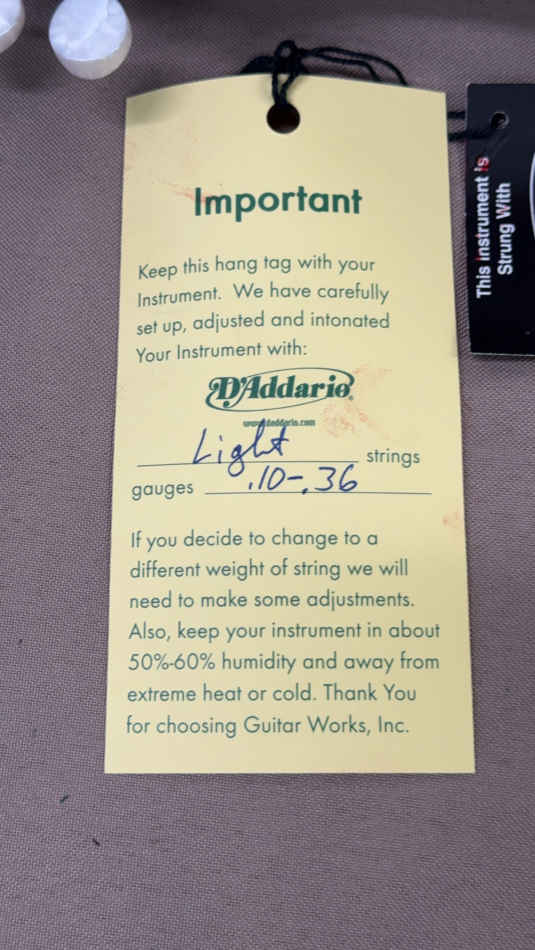 Important
Keep this hang tag with your
Instrument. We have carefully
set up, adjusted and intonated
Your Instrument with:
D'Addario®
www.daddario.com
Light strings
gauges .10-.36
If you decide to change to a
different weight of string we will
need to make some adjustments.
Also, keep your instrument in about
50%-60% humidity and away from
extreme heat or cold. Thank You
for choosing Guitar Works, Inc.
This instrument is
Strung With